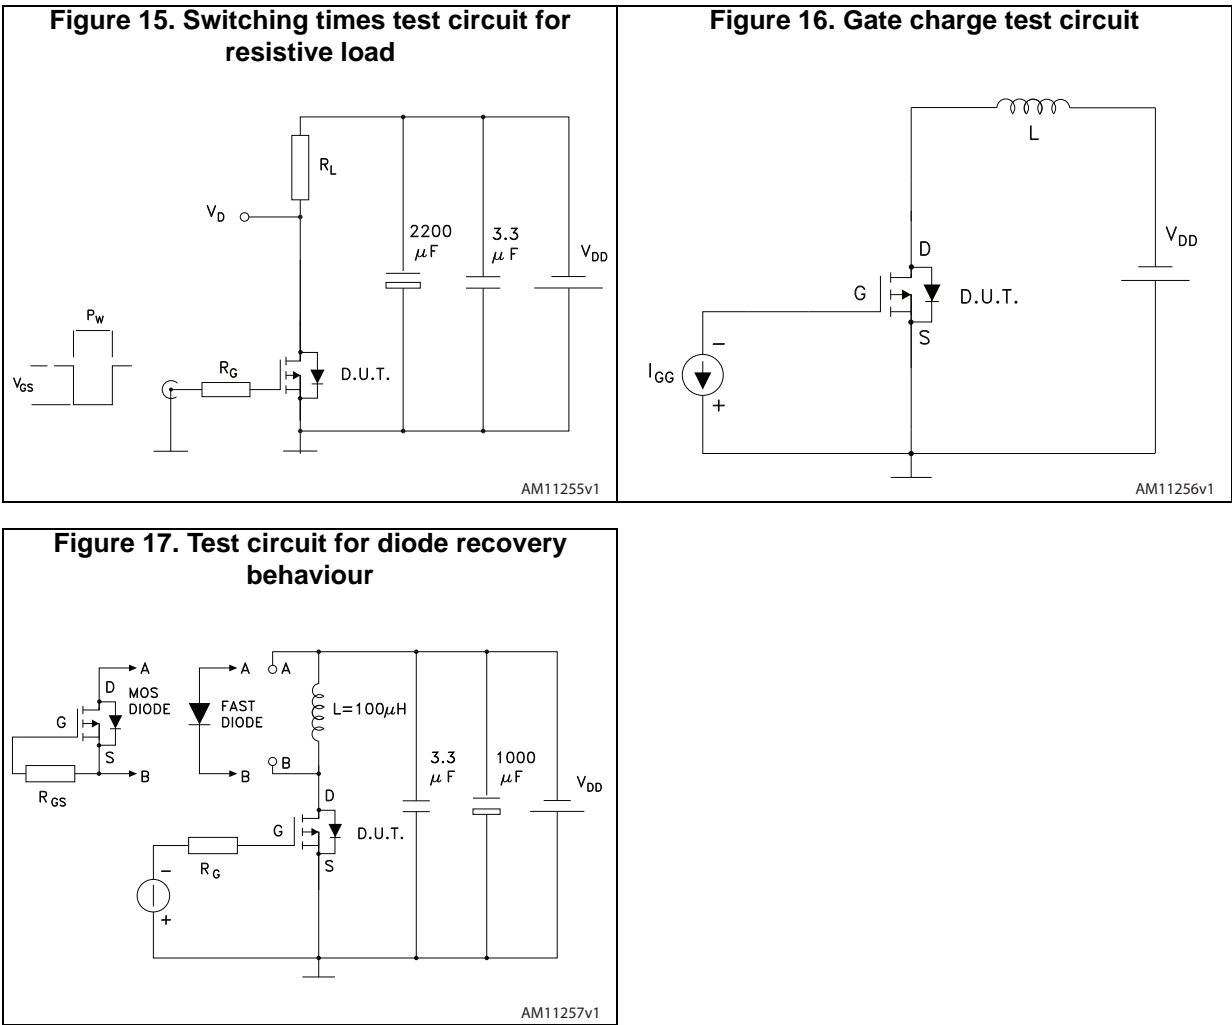 Figure 15. Switching times test circuit for
resistive load
R_L
V_D
2200
μF
3.3
μF
V_DD
P_W
V_GS
R_G
D.U.T.
AM11255v1
Figure 16. Gate charge test circuit
L
V_DD
D
G
D.U.T.
S
−
I_GG
+
AM11256v1
Figure 17. Test circuit for diode recovery
behaviour
A
D
MOS
DIODE
G
S
B
R_GS
A
FAST
DIODE
B
A
L=100μH
B
3.3
μF
1000
μF
V_DD
D
G
D.U.T.
S
R_G
−
+
AM11257v1